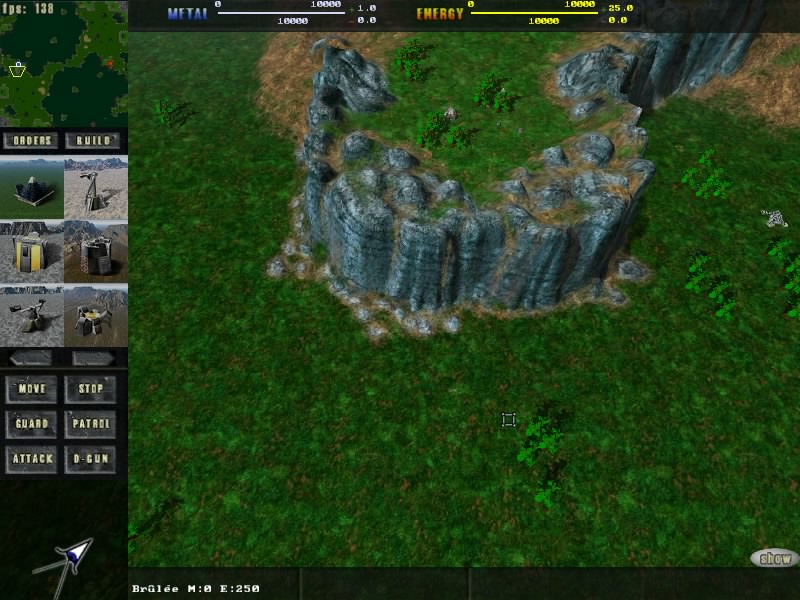 fps: 138
METAL 0 10000 10000 + 1.0 - 0.0
ENERGY 0 10000 10000 + 25.0 - 0.0
ORDERS BUILD
MOVE STOP
GUARD PATROL
ATTACK D-GUN
show
Brûlée M:0 E:250